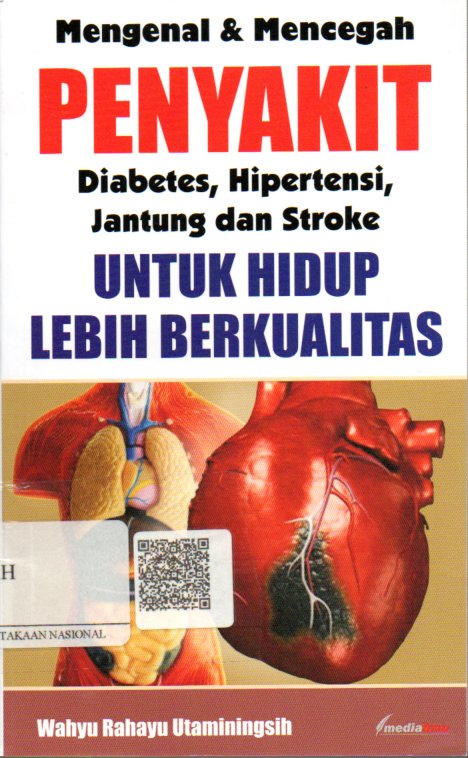 Mengenal & Mencegah
PENYAKIT
Diabetes, Hipertensi,
Jantung dan Stroke
UNTUK HIDUP
LEBIH BERKUALITAS
H
TAKAAN NASIONAL
Wahyu Rahayu Utaminingsih
media